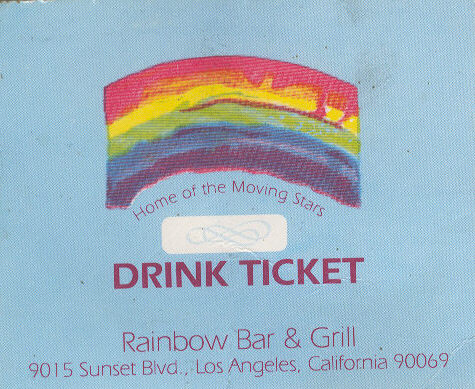 Home of the Moving Stars
DRINK TICKET
Rainbow Bar & Grill
9015 Sunset Blvd., Los Angeles, California 90069